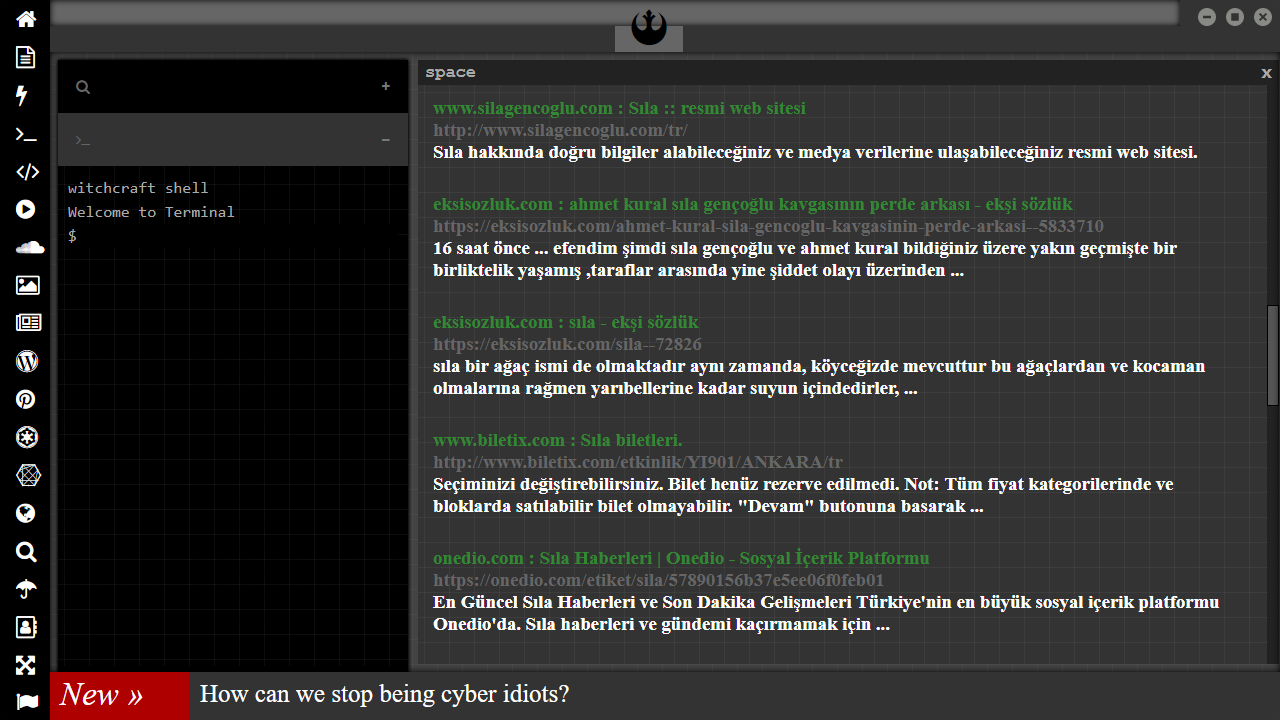 space
x
www.silagencoglu.com : Sıla :: resmi web sitesi
http://www.silagencoglu.com/tr/
Sıla hakkında doğru bilgiler alabileceğiniz ve medya verilerine ulaşabileceğiniz resmi web sitesi.
eksisozluk.com : ahmet kural sıla gençoğlu kavgasının perde arkası - ekşi sözlük
https://eksisozluk.com/ahmet-kural-sila-gencoglu-kavgasinin-perde-arkasi--5833710
16 saat önce ... efendim şimdi sıla gençoğlu ve ahmet kural bildiğiniz üzere yakın geçmişte bir
birliktelik yaşamış ,taraflar arasında yine şiddet olayı üzerinden ...
eksisozluk.com : sıla - ekşi sözlük
https://eksisozluk.com/sila--72826
sıla bir ağaç ismi de olmaktadır aynı zamanda, köyceğizde mevcuttur bu ağaçlardan ve kocaman
olmalarına rağmen yarıbellerine kadar suyun içindedirler, ...
www.biletix.com : Sıla biletleri.
http://www.biletix.com/etkinlik/YI901/ANKARA/tr
Seçiminizi değiştirebilirsiniz. Bilet henüz rezerve edilmedi. Not: Tüm fiyat kategorilerinde ve
bloklarda satılabilir bilet olmayabilir. "Devam" butonuna basarak ...
onedio.com : Sıla Haberleri | Onedio - Sosyal İçerik Platformu
https://onedio.com/etiket/sila/57890156b37e5ee06f0feb01
En Güncel Sıla Haberleri ve Son Dakika Gelişmeleri Türkiye'nin en büyük sosyal içerik platformu
Onedio'da. Sıla haberleri ve gündemi kaçırmamak için ...
witchcraft shell
Welcome to Terminal
$
New »
How can we stop being cyber idiots?